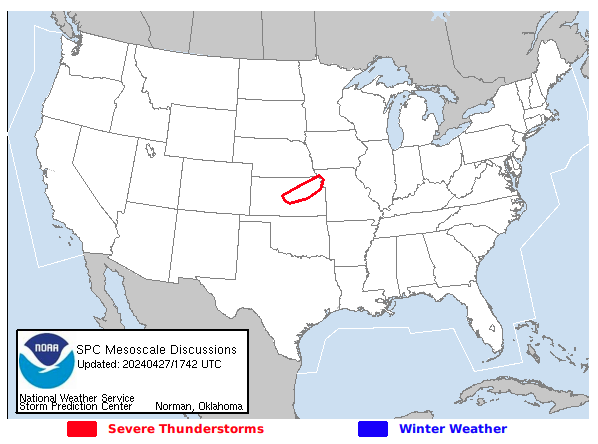 NOAA
SPC Mesoscale Discussions
Updated: 20240427/1742 UTC
National Weather Service
Storm Prediction Center Norman, Oklahoma
Severe Thunderstorms Winter Weather